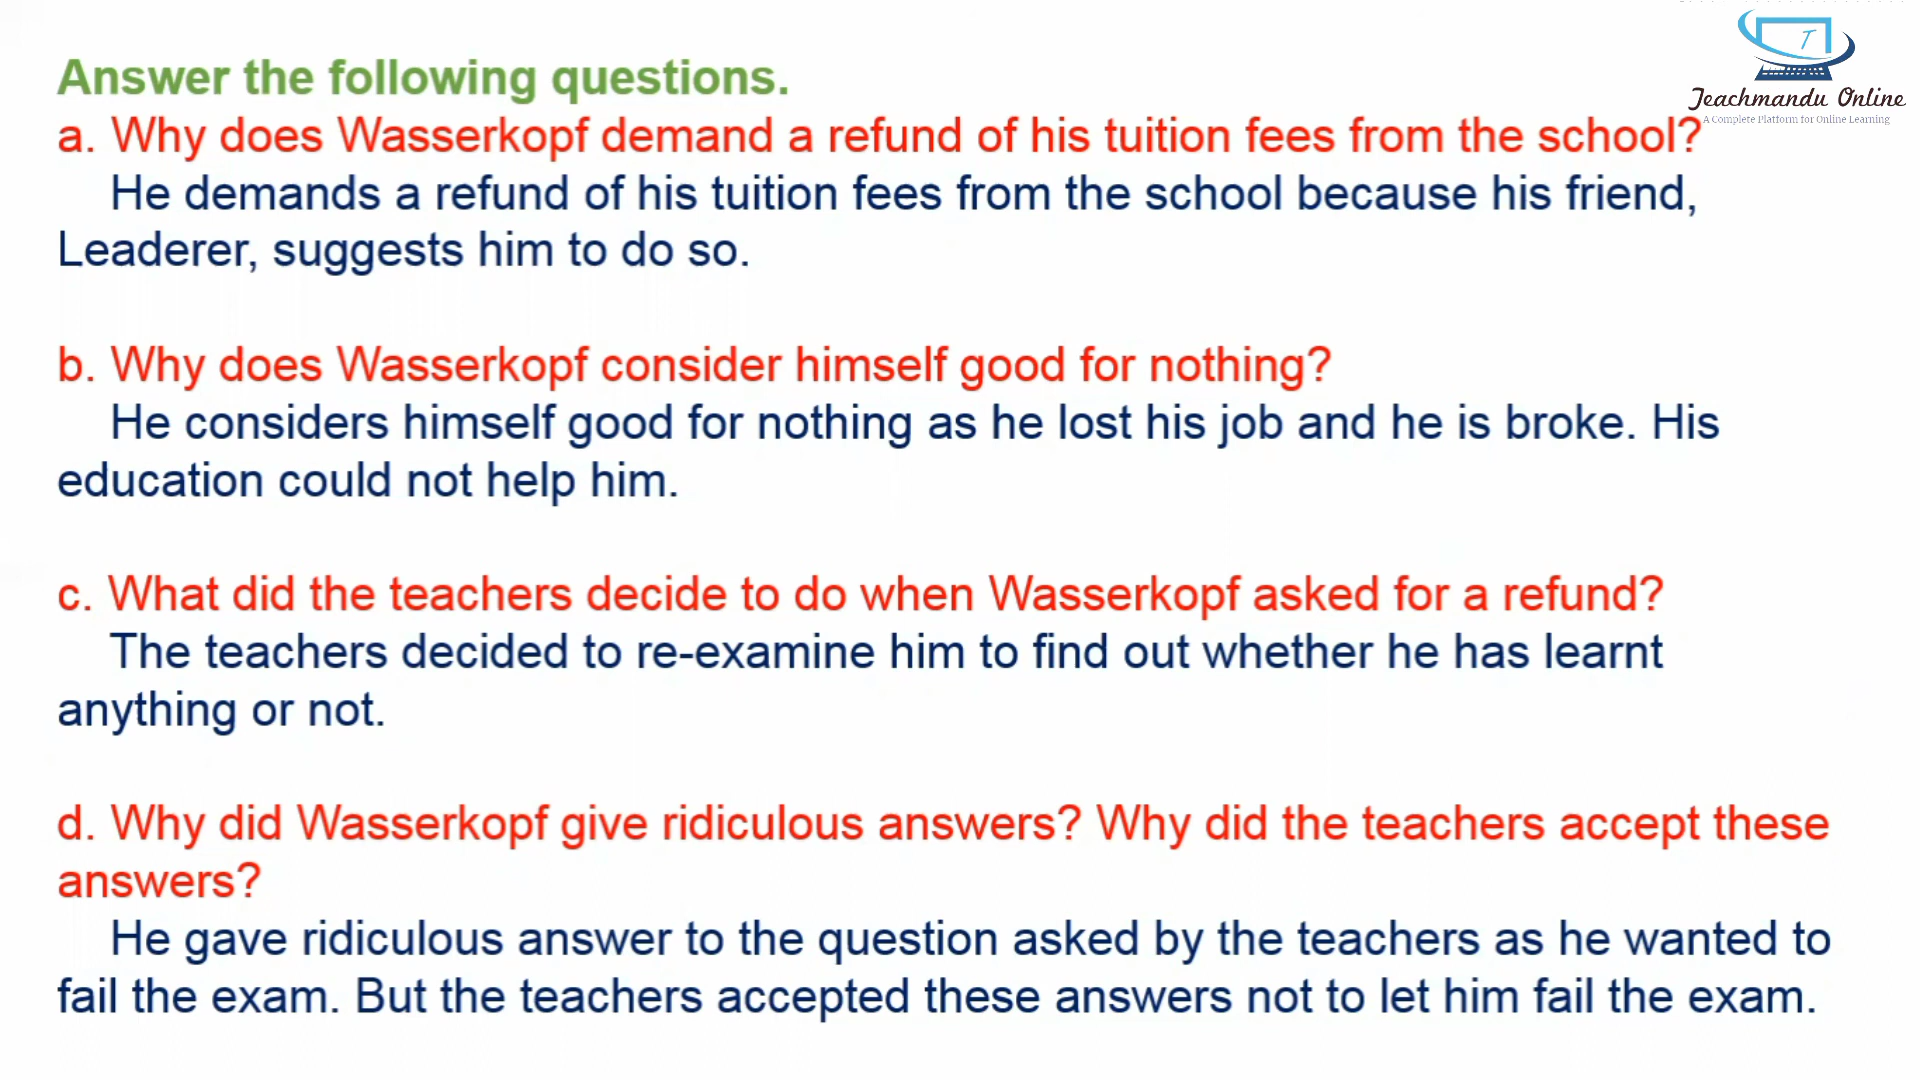 Answer the following questions.
a. Why does Wasserkopf demand a refund of his tuition fees from the school?
He demands a refund of his tuition fees from the school because his friend,
Leaderer, suggests him to do so.
b. Why does Wasserkopf consider himself good for nothing?
He considers himself good for nothing as he lost his job and he is broke. His
education could not help him.
c. What did the teachers decide to do when Wasserkopf asked for a refund?
The teachers decided to re-examine him to find out whether he has learnt
anything or not.
d. Why did Wasserkopf give ridiculous answers? Why did the teachers accept these
answers?
He gave ridiculous answer to the question asked by the teachers as he wanted to
fail the exam. But the teachers accepted these answers not to let him fail the exam.
T
Teachmandu Online
A Complete Platform for Online Learning